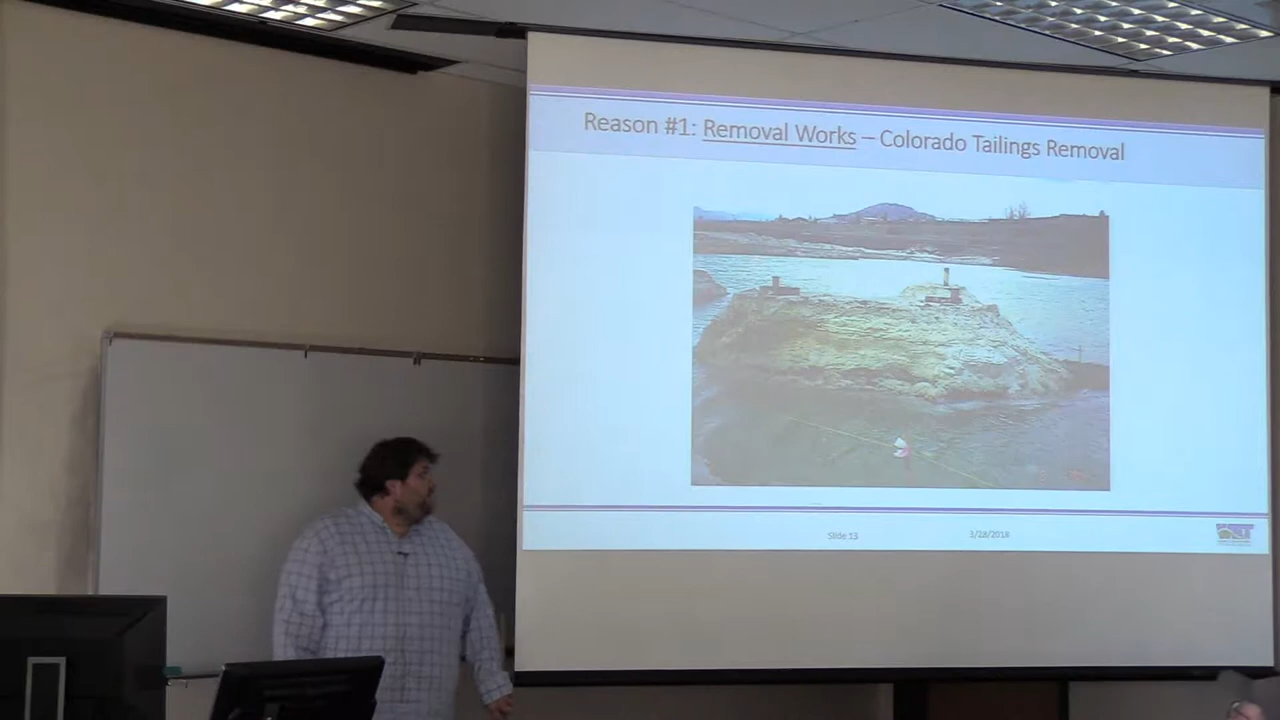 Reason #1: Removal Works – Colorado Tailings Removal
Slide 13
3/28/2018